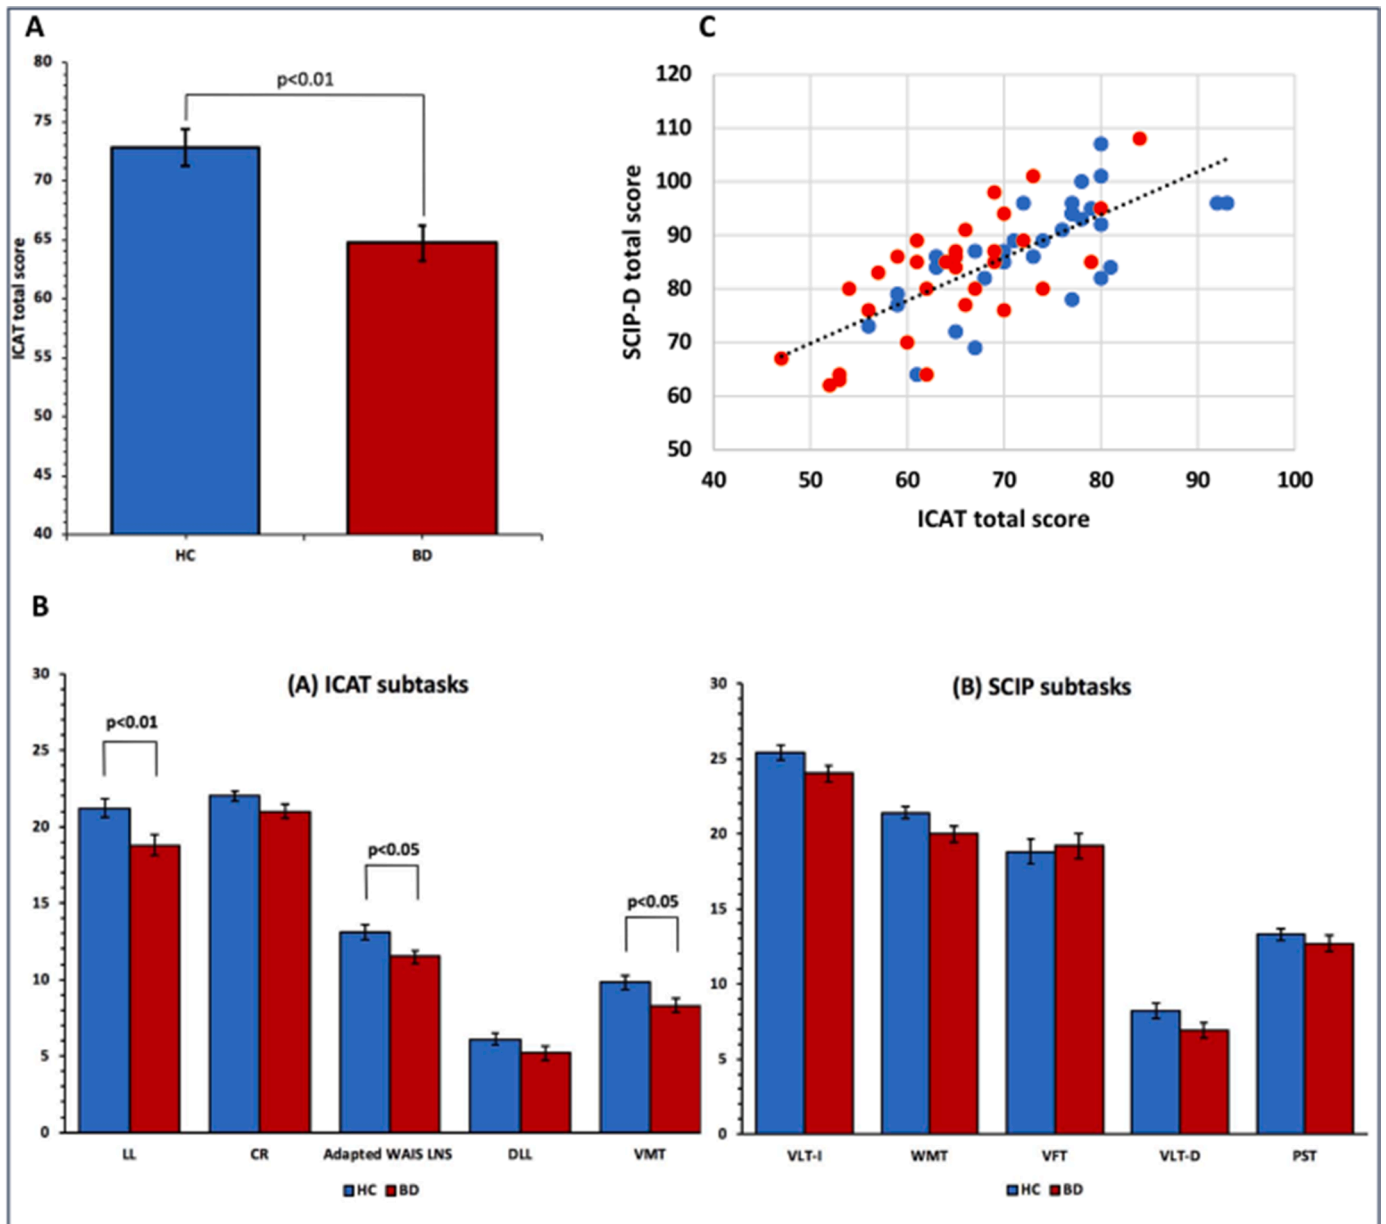 A
80
75
70
65
60
55
50
45
40
ICAT total score
p<0.01
HC
BD
C
120
110
100
90
80
70
60
50
SCIP-D total score
40
50
60
70
80
90
100
ICAT total score
B
(A) ICAT subtasks
30
25
20
15
10
5
0
p<0.01
p<0.05
p<0.05
LL
CR
Adapted WAIS LNS
DLL
VMT
HC
BD
(B) SCIP subtasks
30
25
20
15
10
5
0
VLT-I
WMT
VFT
VLT-D
PST
HC
BD